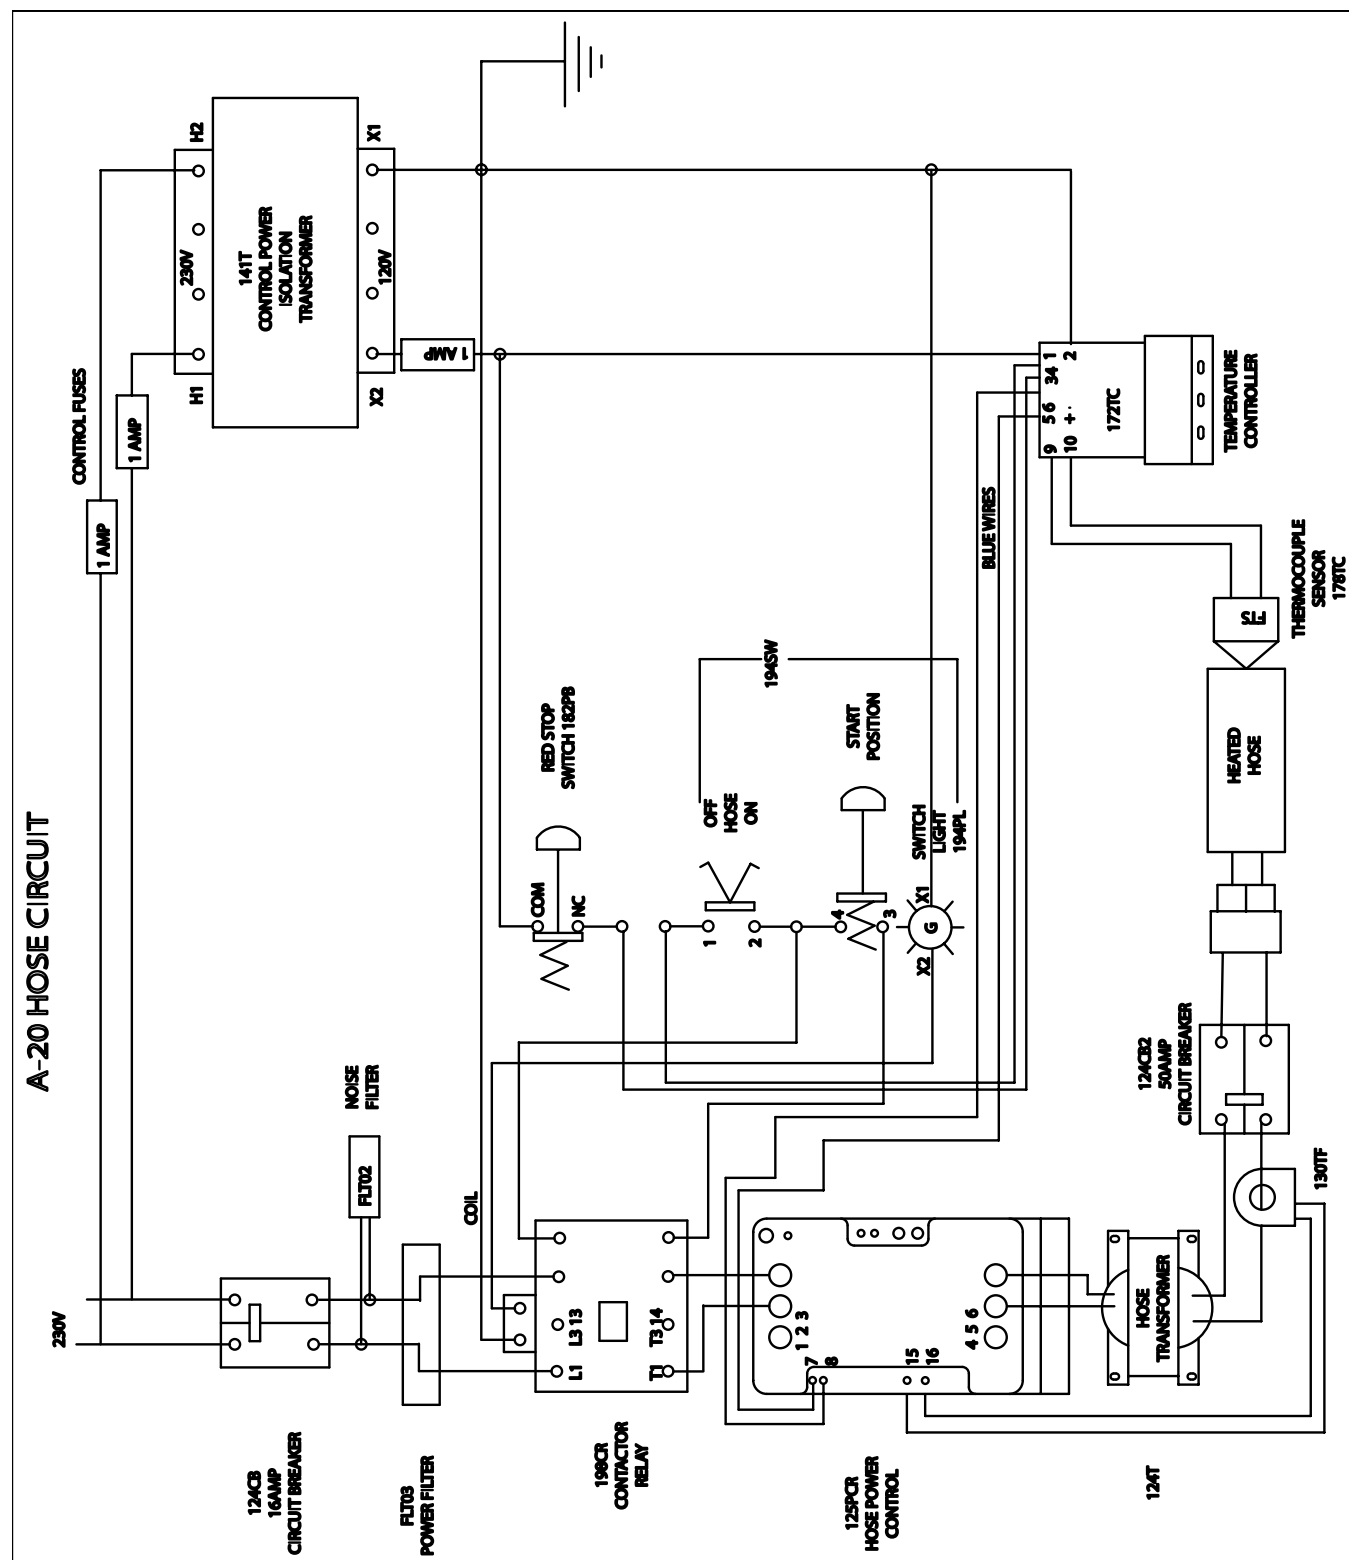 A-20 HOSE CIRCUIT
230V
124CB
16AMP
CIRCUIT BREAKER
CONTROL FUSES
1 AMP
1 AMP
H1
230V
H2
141T
CONTROL POWER
ISOLATION
TRANSFORMER
X2
120V
X1
1 AMP
NOISE
FILTER
FLT02
FLT03
POWER FILTER
COIL
RED STOP
SWITCH 182PB
COM
NC
L1
L3 13
T1
T3 14
198CR
CONTACTOR
RELAY
OFF
HOSE
ON
1
2
194SW
START
POSITION
4
3
SWITCH
LIGHT
194PL
X2
G
X1
BLUE WIRES
9
5 6
34
1
10
+
·
2
172TC
TEMPERATURE
CONTROLLER
1 2 3
7
8
15
16
4 5 6
125PCR
HOSE POWER
CONTROL
HOSE
TRANSFORMER
124T
130TF
124CB2
50AMP
CIRCUIT BREAKER
HEATED
HOSE
FTS
THERMOCOUPLE
SENSOR
178TC